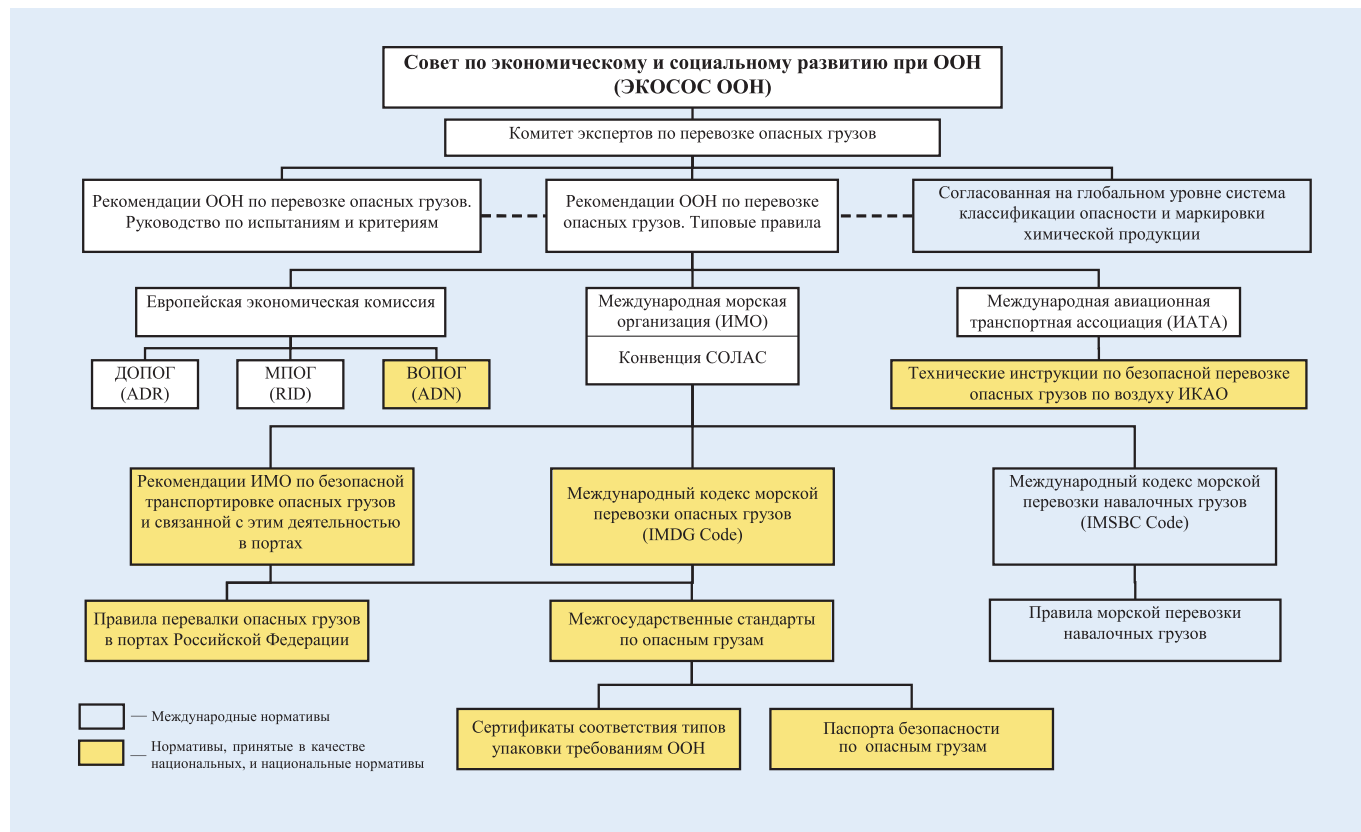 Совет по экономическому и социальному развитию при ООН
(ЭКОСОС ООН)
Комитет экспертов по перевозке опасных грузов
Рекомендации ООН по перевозке опасных грузов.
Руководство по испытаниям и критериям
Рекомендации ООН по перевозке
опасных грузов. Типовые правила
Согласованная на глобальном уровне система
классификации опасности и маркировки
химической продукции
Европейская экономическая комиссия
Международная морская
организация (ИМО)
Конвенция СОЛАС
Международная авиационная
транспортная ассоциация (ИАТА)
ДОПОГ
(ADR)
МПОГ
(RID)
ВОПОГ
(ADN)
Технические инструкции по безопасной перевозке
опасных грузов по воздуху ИКАО
Рекомендации ИМО по безопасной
транспортировке опасных грузов
и связанной с этим деятельностью
в портах
Международный кодекс морской
перевозки опасных грузов
(IMDG Code)
Международный кодекс морской
перевозки навалочных грузов
(IMSBC Code)
Правила перевалки опасных грузов
в портах Российской Федерации
Межгосударственные стандарты
по опасным грузам
Правила морской перевозки
навалочных грузов
Сертификаты соответствия типов
упаковки требованиям ООН
Паспорта безопасности
по опасным грузам
— Международные нормативы
— Нормативы, принятые в качестве
национальных, и национальные нормативы